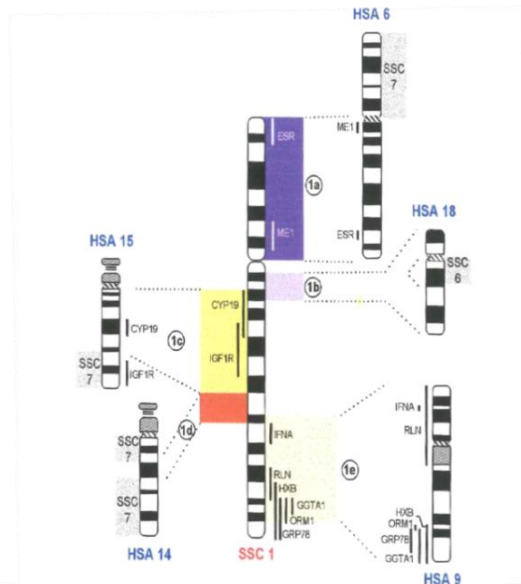 HSA 6
SSC
7
ME1
ESR
ESR
1a
ME1
HSA 18
SSC
6
1b
HSA 15
CYP19
1c
CYP19
IGF1R
SSC
7
IGF1R
1d
SSC
7
SSC
7
HSA 14
IFNA
1e
RLN
HXB
GGTA1
ORM1
GRP78
SSC 1
IFNA
RLN
HXB
ORM1
GRP78
GGTA1
HSA 9